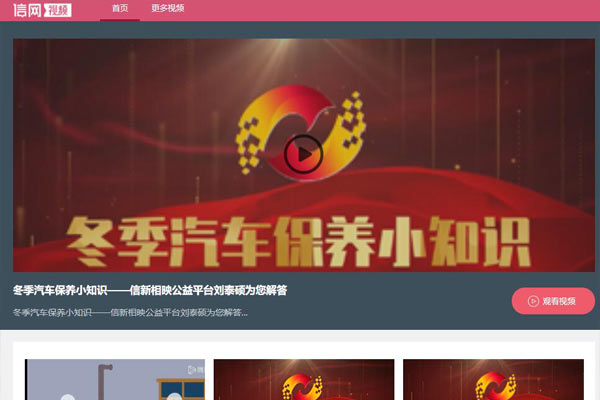 信网视频
首页
更多视频
冬季汽车保养小知识
冬季汽车保养小知识——信新相映公益平台刘泰硕为您解答
冬季汽车保养小知识——信新相映公益平台刘泰硕为您解答...
观看视频